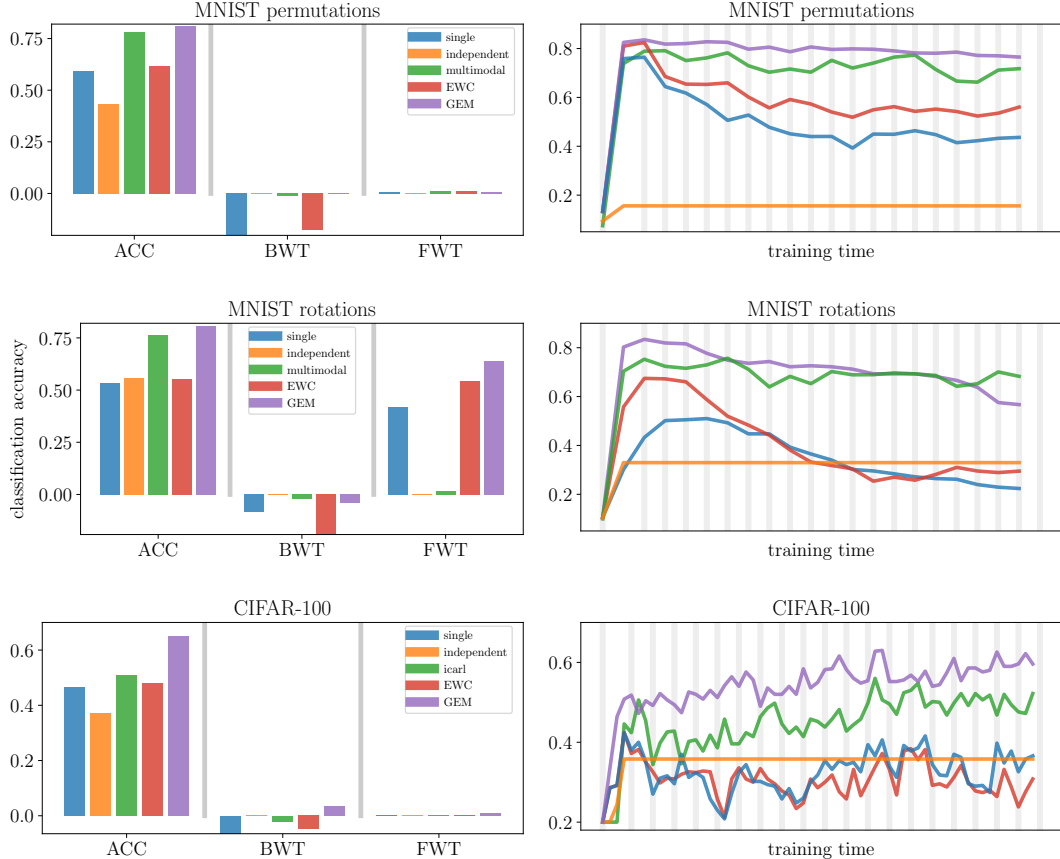 MNIST permutations
0.75
0.50
0.25
0.00
single
independent
multimodal
EWC
GEM
ACC
BWT
FWT
MNIST permutations
0.8
0.6
0.4
0.2
training time
classification accuracy
MNIST rotations
0.75
0.50
0.25
0.00
single
independent
multimodal
EWC
GEM
ACC
BWT
FWT
MNIST rotations
0.8
0.6
0.4
0.2
training time
CIFAR-100
0.6
0.4
0.2
0.0
single
independent
icarl
EWC
GEM
ACC
BWT
FWT
CIFAR-100
0.6
0.4
0.2
training time